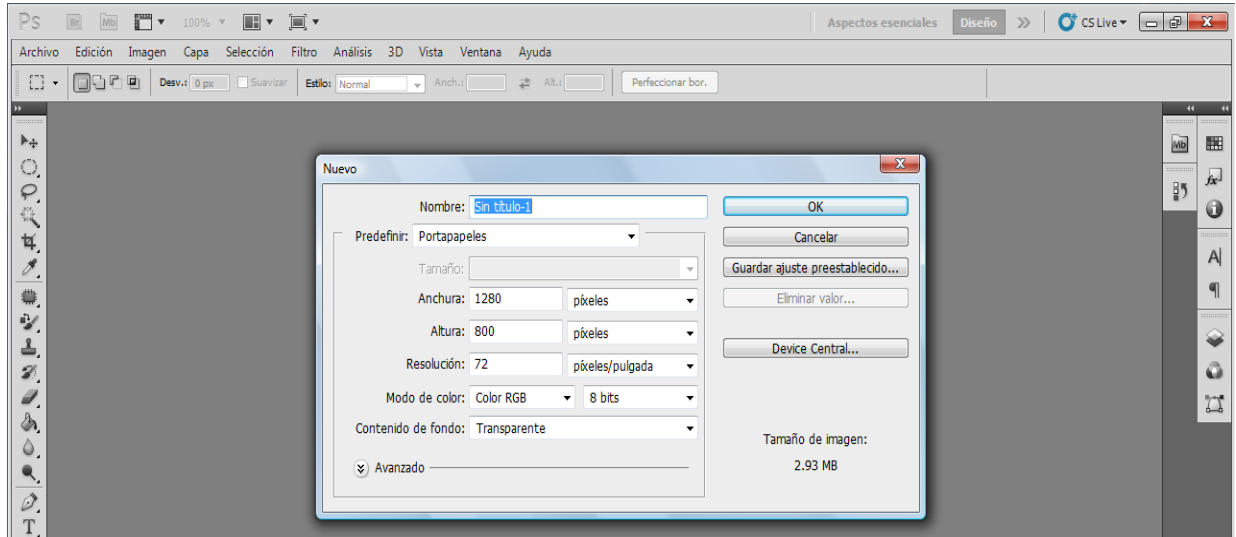 Ps Br Mb 100% Aspectos esenciales Diseño CS Live
Archivo Edición Imagen Capa Selección Filtro Análisis 3D Vista Ventana Ayuda
Desv.: 0 px Suavizar Estilo: Normal Anch.: Alt.: Perfeccionar bor.
Mb
Nuevo
Nombre: Sin título-1 OK
Predefinir: Portapapeles Cancelar
Tamaño: Guardar ajuste preestablecido...
Anchura: 1280 píxeles Eliminar valor...
Altura: 800 píxeles
Device Central...
Resolución: 72 píxeles/pulgada
Modo de color: Color RGB 8 bits
Contenido de fondo: Transparente
Tamaño de imagen:
Avanzado 2.93 MB